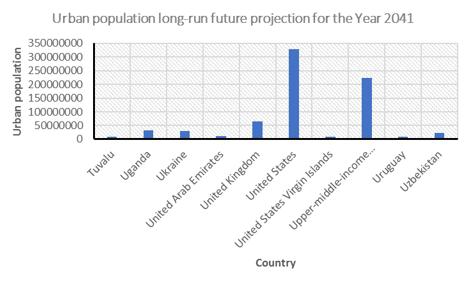 Urban population long-run future projection for the Year 2041
Urban population
350000000
300000000
250000000
200000000
150000000
100000000
50000000
0
Tuvalu
Uganda
Ukraine
United Arab Emirates
United Kingdom
United States
United States Virgin Islands
Upper-middle-income...
Uruguay
Uzbekistan
Country